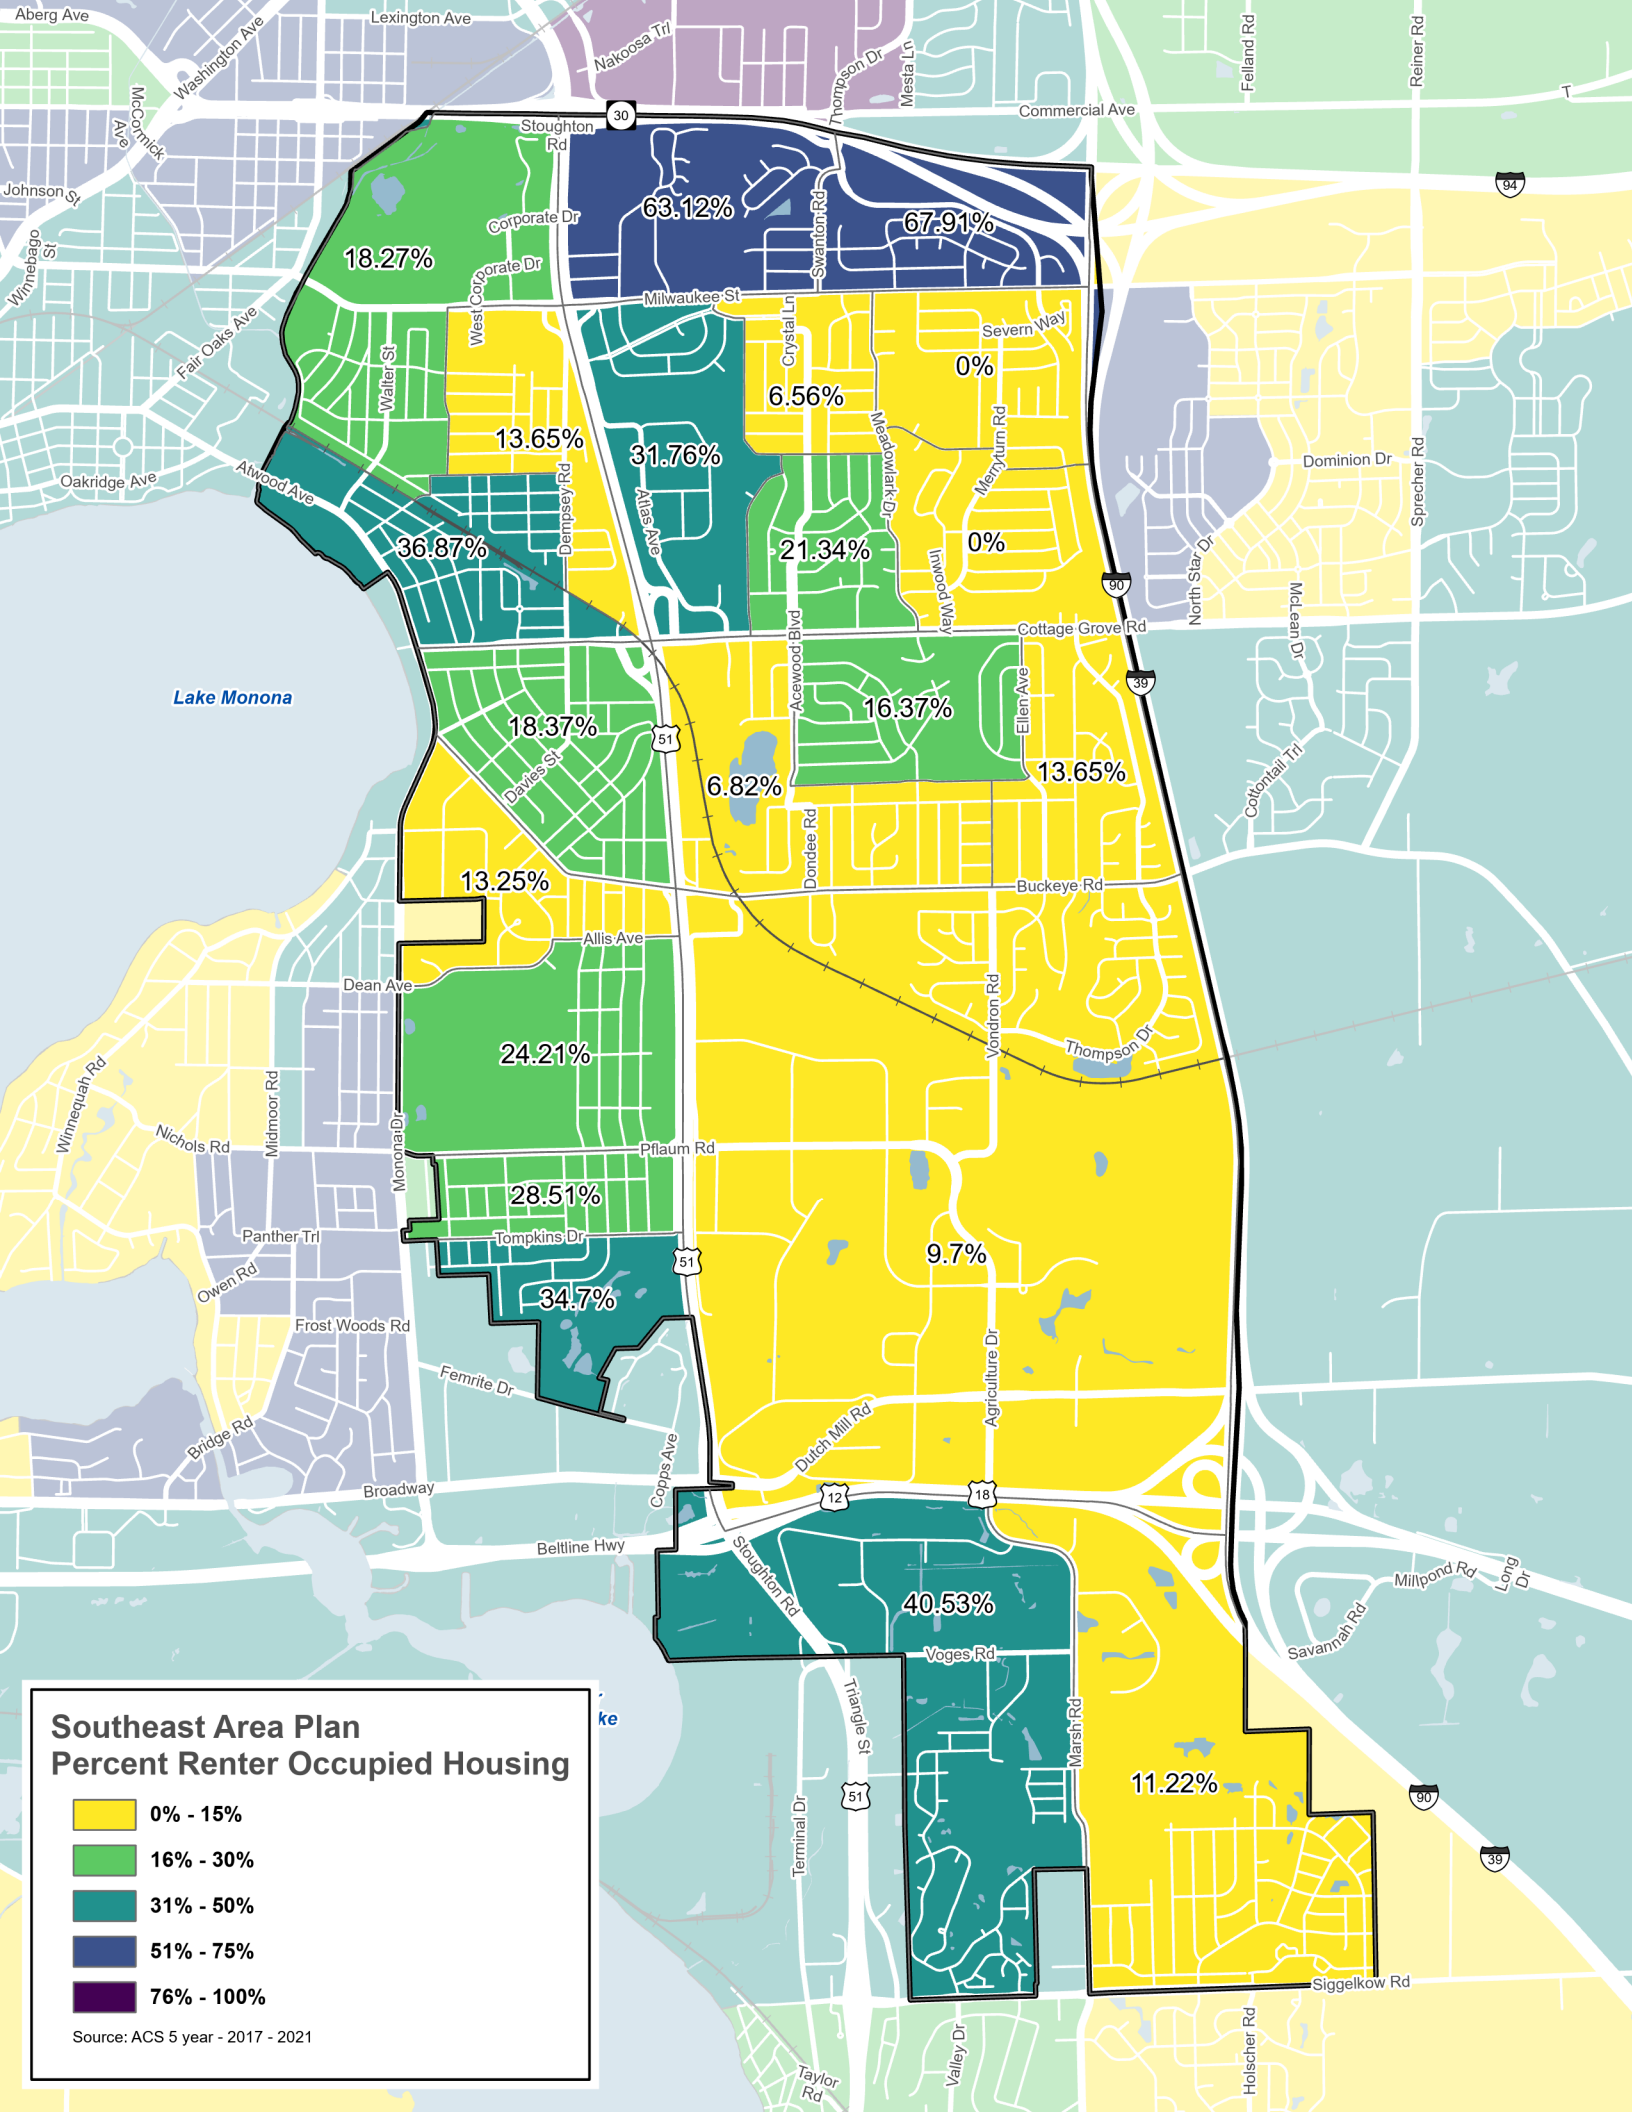 Aberg Ave
Washington Ave
Lexington Ave
Nakoosa Trl
Thompson Dr
Mesta Ln
Commercial Ave
Felland Rd
Reiner Rd
T
McCormick
Ave
Johnson St
Winnebago
St
Stoughton
Rd
30
94
Corporate Dr
63.12%
Swanton Rd
67.91%
18.27%
West Corporate Dr
Milwaukee St
Fair Oaks Ave
Walter St
Crystal Ln
Severn Way
0%
6.56%
13.65%
31.76%
Meadowlark Dr
Merryturn Rd
Dominion Dr
Sprecher Rd
Oakridge Ave
Atwood Ave
Dempsey Rd
Atlas Ave
36.87%
21.34%
0%
Inwood Way
North Star Dr
90
McLean Dr
Cottage Grove Rd
Acewood Blvd
Ellen Ave
39
Lake Monona
18.37%
51
16.37%
Davies St
6.82%
13.65%
Cottontail Trl
Dondee Rd
13.25%
Buckeye Rd
Allis Ave
Dean Ave
Vondron Rd
Thompson Dr
24.21%
Winnequah Rd
Nichols Rd
Midmoor Rd
Monona Dr
Pflaum Rd
28.51%
Panther Trl
Tompkins Dr
9.7%
51
Owen Rd
34.7%
Frost Woods Rd
Femrite Dr
Agriculture Dr
Dutch Mill Rd
Bridge Rd
Copps Ave
Broadway
12
18
Beltline Hwy
Stoughton Rd
40.53%
Millpond Rd
Long
Dr
Savannah Rd
Voges Rd
Triangle St
Marsh Rd
ke
11.22%
51
90
Terminal Dr
39
Siggelkow Rd
Valley Dr
Holscher Rd
Taylor
Rd
Southeast Area Plan
Percent Renter Occupied Housing
0% - 15%
16% - 30%
31% - 50%
51% - 75%
76% - 100%
Source: ACS 5 year - 2017 - 2021